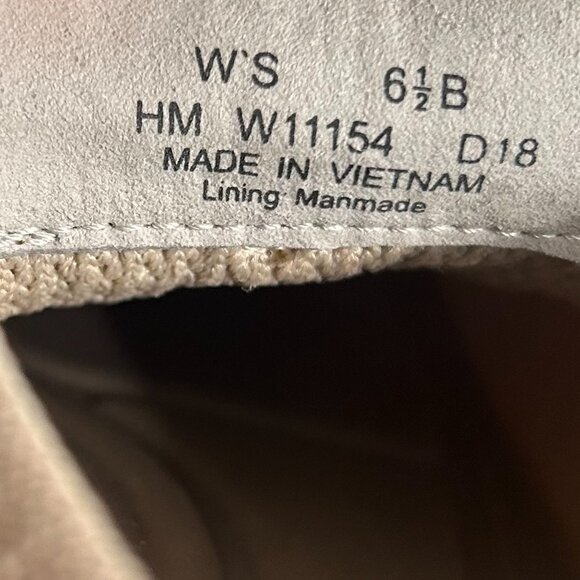 W'S 6½B
HM W11154 D18
MADE IN VIETNAM
Lining Manmade